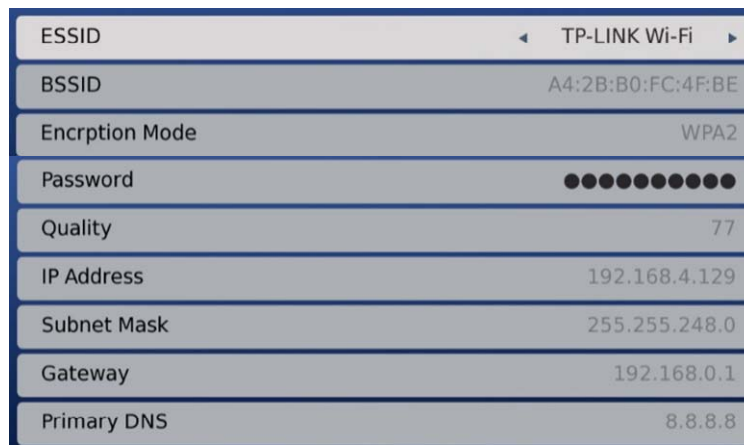 ESSID ◂ TP-LINK Wi-Fi ▸
BSSID A4:2B:B0:FC:4F:BE
Encrption Mode WPA2
Password ●●●●●●●●●●
Quality 77
IP Address 192.168.4.129
Subnet Mask 255.255.248.0
Gateway 192.168.0.1
Primary DNS 8.8.8.8